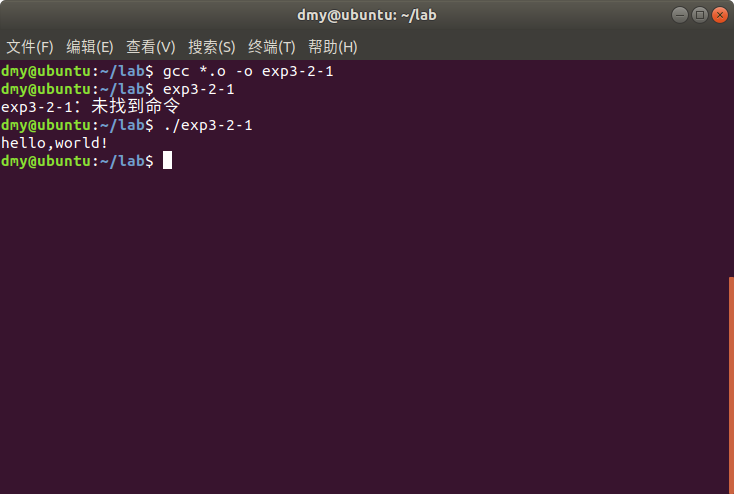 dmy@ubuntu: ~/lab
文件(F) 编辑(E) 查看(V) 搜索(S) 终端(T) 帮助(H)
dmy@ubuntu:~/lab$ gcc *.o -o exp3-2-1
dmy@ubuntu:~/lab$ exp3-2-1
exp3-2-1：未找到命令
dmy@ubuntu:~/lab$ ./exp3-2-1
hello,world!
dmy@ubuntu:~/lab$